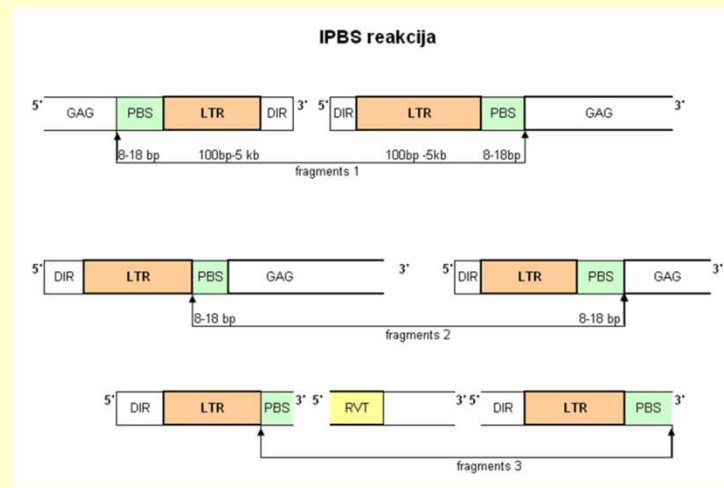 IPBS reakcija
5' GAG PBS LTR DIR 3' 5' DIR LTR PBS GAG 3'
8-18 bp 100bp-5 kb 100bp -5kb 8-18bp
fragments 1
5' DIR LTR PBS GAG 3' 5' DIR LTR PBS GAG 3'
8-18 bp 8-18 bp
fragments 2
5' DIR LTR PBS 3' 5' RVT 3' 5' DIR LTR PBS 3'
fragments 3